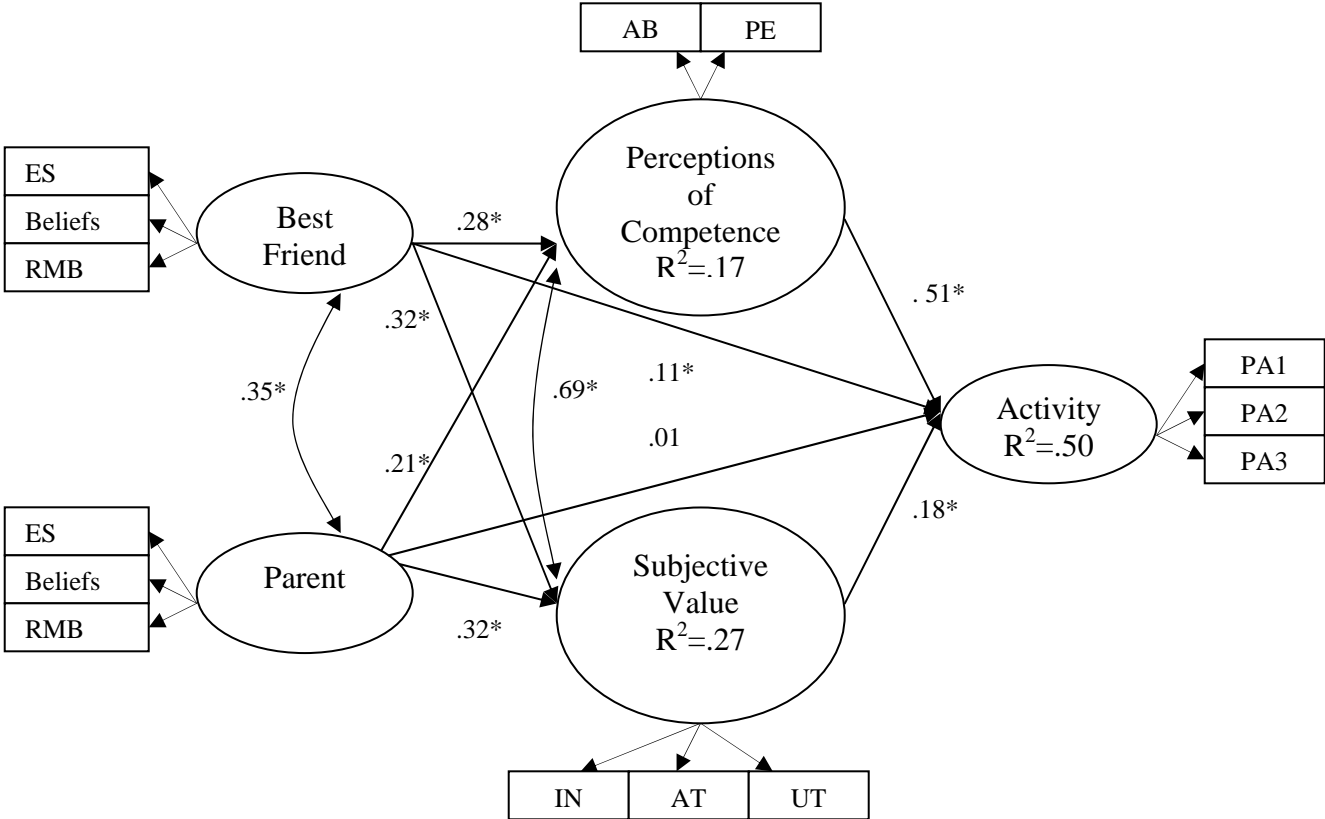 AB PE
Perceptions
of
Competence
R²=.17
ES
Beliefs
RMB
Best
Friend
.28*
.32*
. 51*
.35*
.69*
.11*
.01
.21*
.18*
.32*
Activity
R²=.50
PA1
PA2
PA3
ES
Beliefs
RMB
Parent
Subjective
Value
R²=.27
IN AT UT